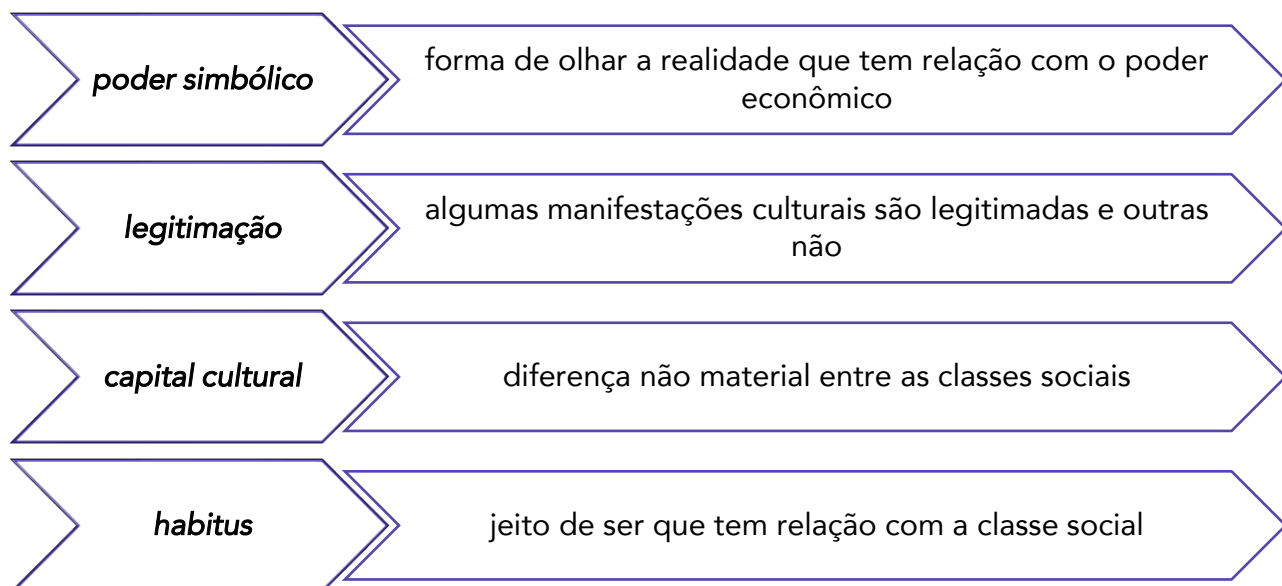 poder simbólico
forma de olhar a realidade que tem relação com o poder
econômico
legitimação
algumas manifestações culturais são legitimadas e outras
não
capital cultural
diferença não material entre as classes sociais
habitus
jeito de ser que tem relação com a classe social